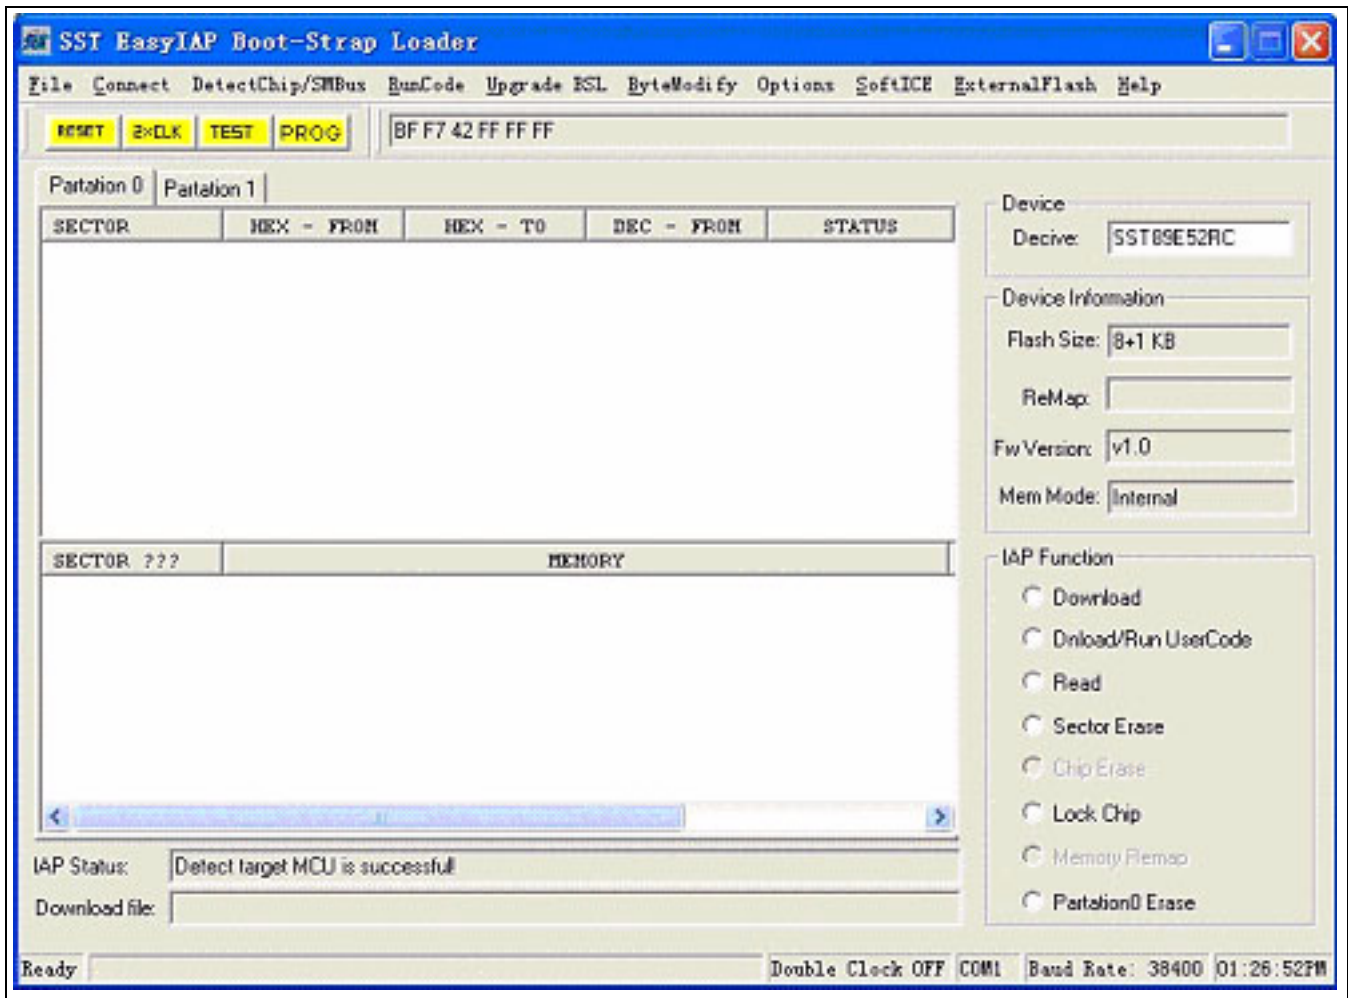 SST EasyIAP Boot-Strap Loader
File Connect DetectChip/SMBus RunCode Upgrade BSL ByteModify Options SoftICE ExternalFlash Help
RESET 2×CLK TEST PROG BF F7 42 FF FF FF
Partation 0 Partation 1
SECTOR HEX - FROM HEX - TO DEC - FROM STATUS
Device
Decive: SST89E52RC
Device Information
Flash Size: 8+1 KB
ReMap:
Fw Version: v1.0
Mem Mode: Internal
SECTOR ??? MEMORY
IAP Function
Download
Dnload/Run UserCode
Read
Sector Erase
Chip Erase
Lock Chip
Memory Remap
Partation0 Erase
IAP Status: Detect target MCU is successful!
Download file:
Ready Double Clock OFF COM1 Baud Rate: 38400 01:26:52PM